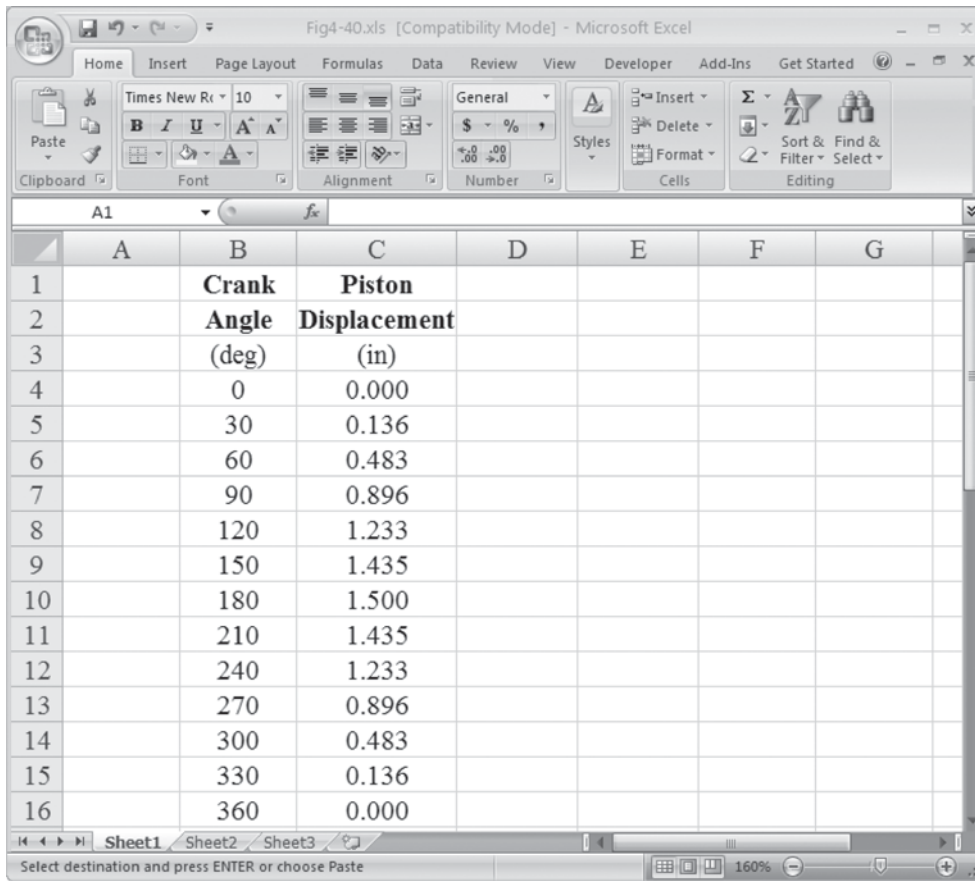 Fig4-40.xls [Compatibility Mode] - Microsoft Excel
Home Insert Page Layout Formulas Data Review View Developer Add-Ins Get Started
Times New Ro 10
General
Paste
B I U A A
$ % ,
.0 .00 .00 .0
Styles
Insert
Delete
Format
Σ
Sort & Filter
Find & Select
Clipboard Font Alignment Number Cells Editing
A1 fx
A B C D E F G
1 Crank Piston
2 Angle Displacement
3 (deg) (in)
4 0 0.000
5 30 0.136
6 60 0.483
7 90 0.896
8 120 1.233
9 150 1.435
10 180 1.500
11 210 1.435
12 240 1.233
13 270 0.896
14 300 0.483
15 330 0.136
16 360 0.000
Sheet1 Sheet2 Sheet3
Select destination and press ENTER or choose Paste 160%